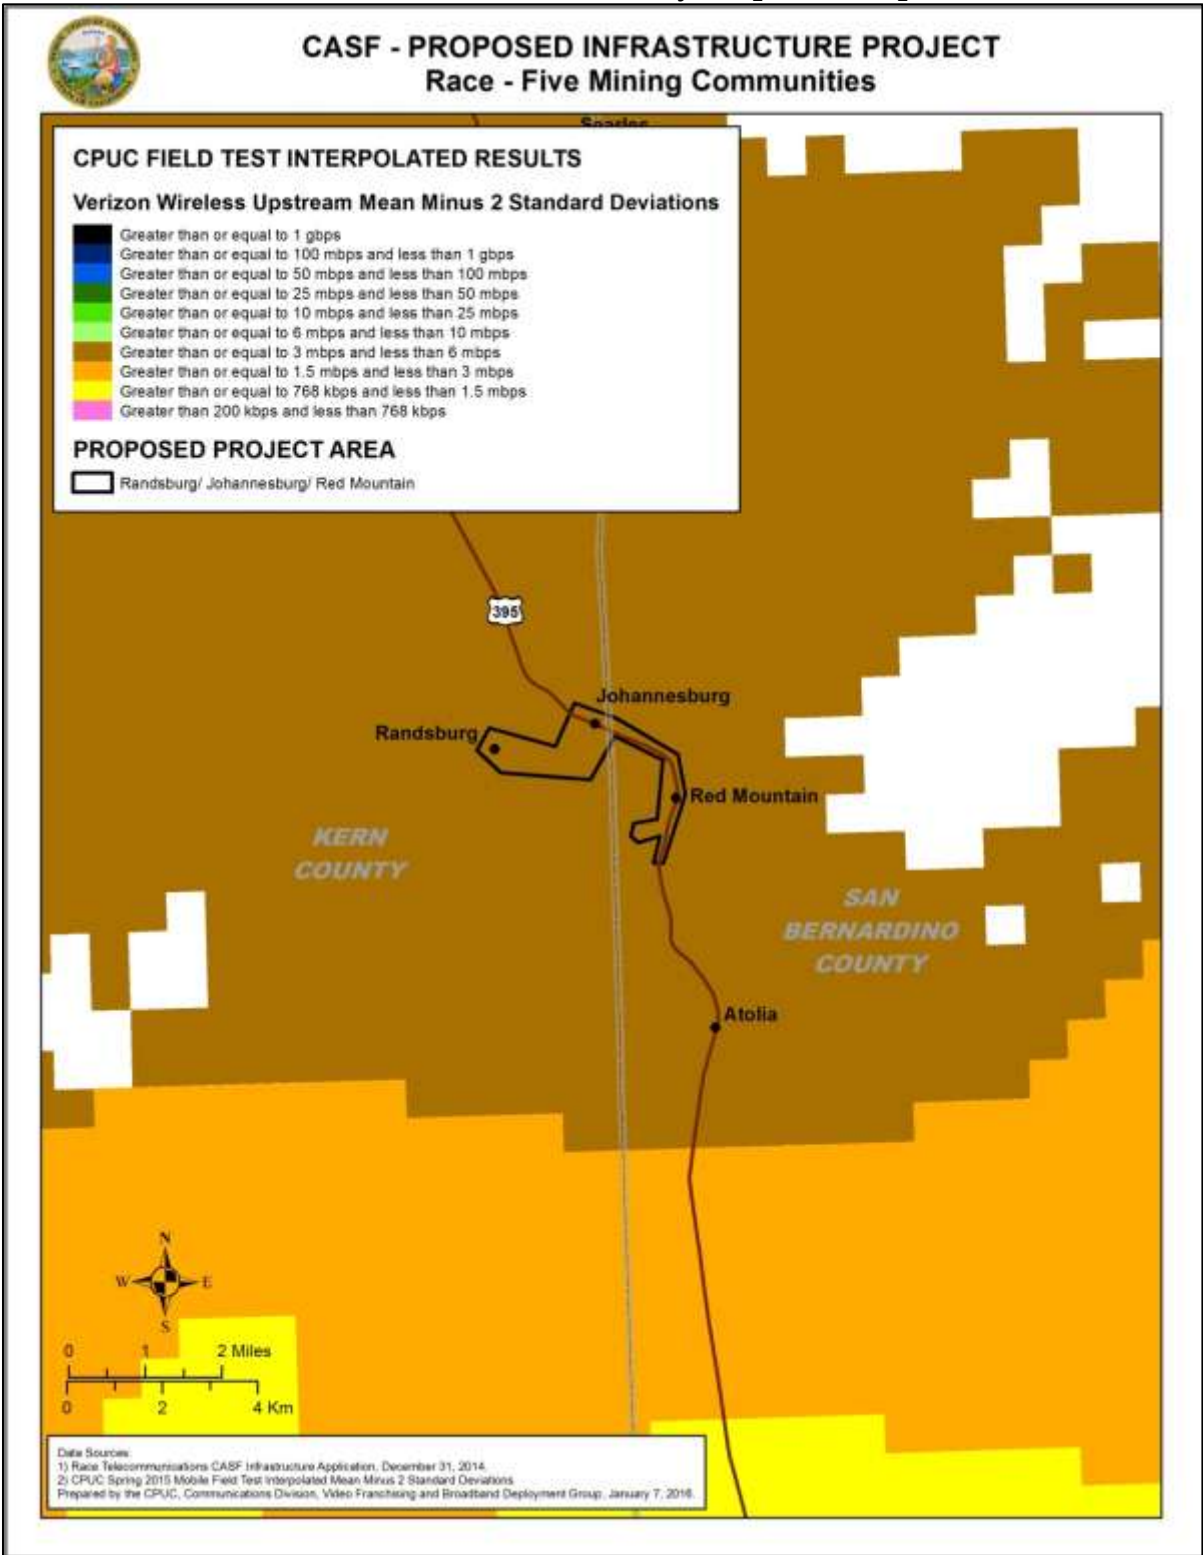 CASF - PROPOSED INFRASTRUCTURE PROJECT
Race - Five Mining Communities
Searles
CPUC FIELD TEST INTERPOLATED RESULTS
Verizon Wireless Upstream Mean Minus 2 Standard Deviations
Greater than or equal to 1 gbps
Greater than or equal to 100 mbps and less than 1 gbps
Greater than or equal to 50 mbps and less than 100 mbps
Greater than or equal to 25 mbps and less than 50 mbps
Greater than or equal to 10 mbps and less than 25 mbps
Greater than or equal to 6 mbps and less than 10 mbps
Greater than or equal to 3 mbps and less than 6 mbps
Greater than or equal to 1.5 mbps and less than 3 mbps
Greater than or equal to 768 kbps and less than 1.5 mbps
Greater than 200 kbps and less than 768 kbps
PROPOSED PROJECT AREA
Randsburg/ Johannesburg/ Red Mountain
395
Johannesburg
Randsburg
Red Mountain
KERN
COUNTY
SAN
BERNARDINO
COUNTY
Atolia
N
W E
S
0 1 2 Miles
0 2 4 Km
Data Sources:
1) Race Telecommunications CASF Infrastructure Application, December 31, 2014.
2) CPUC Spring 2015 Mobile Field Test Interpolated Mean Minus 2 Standard Deviations
Prepared by the CPUC, Communications Division, Video Franchising and Broadband Deployment Group, January 7, 2016.